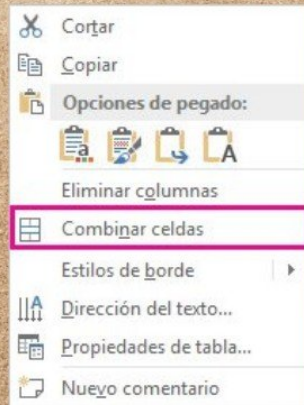 Cortar
Copiar
Opciones de pegado:
a A
Eliminar columnas
Combinar celdas
Estilos de borde
A Dirección del texto...
Propiedades de tabla...
Nuevo comentario